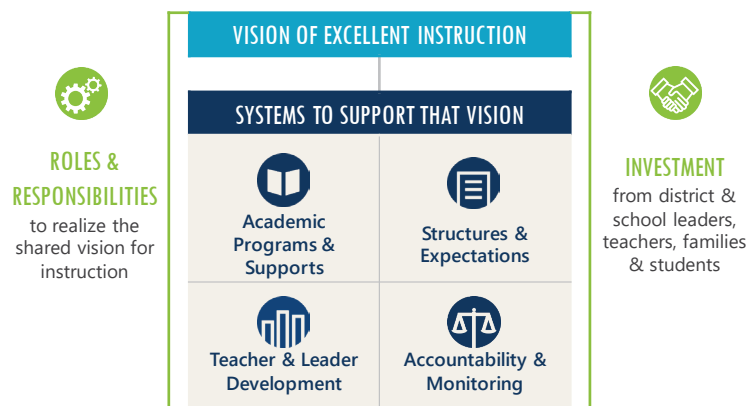 VISION OF EXCELLENT INSTRUCTION
SYSTEMS TO SUPPORT THAT VISION
ROLES &
RESPONSIBILITIES
to realize the
shared vision for
instruction
Academic
Programs &
Supports
Structures &
Expectations
Teacher & Leader
Development
Accountability &
Monitoring
INVESTMENT
from district &
school leaders,
teachers, families
& students